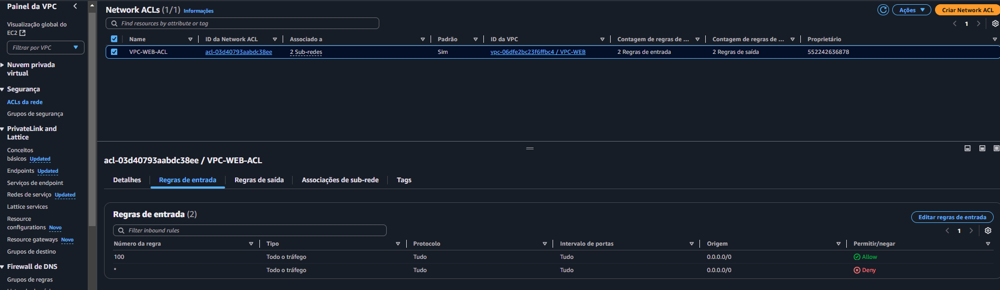 Painel da VPC
Visualização global do
EC2
Filtrar por VPC
Nuvem privada
virtual
Segurança
ACLs da rede
Grupos de segurança
PrivateLink and
Lattice
Conceitos
básicos Updated
Endpoints Updated
Serviços de endpoint
Redes de serviço Updated
Lattice services
Resource
configurations Novo
Resource gateways Novo
Grupos de destino
Firewall de DNS
Grupos de regras
Network ACLs (1/1) Informações
Ações
Criar Network ACL
Find resources by attribute or tag
1
Name ID da Network ACL Associado a Padrão ID da VPC Contagem de regras de ... Contagem de regras de ... Proprietário
VPC-WEB-ACL acl-03d40793aabdc38ee 2 Sub-redes Sim vpc-06dfe2bc23f6ffbc4 / VPC-WEB 2 Regras de entrada 2 Regras de saída 552242636878
acl-03d40793aabdc38ee / VPC-WEB-ACL
Detalhes Regras de entrada Regras de saída Associações de sub-rede Tags
Regras de entrada (2)
Editar regras de entrada
Filter inbound rules
1
Número da regra Tipo Protocolo Intervalo de portas Origem Permitir/negar
100 Todo o tráfego Tudo Tudo 0.0.0.0/0 Allow
* Todo o tráfego Tudo Tudo 0.0.0.0/0 Deny